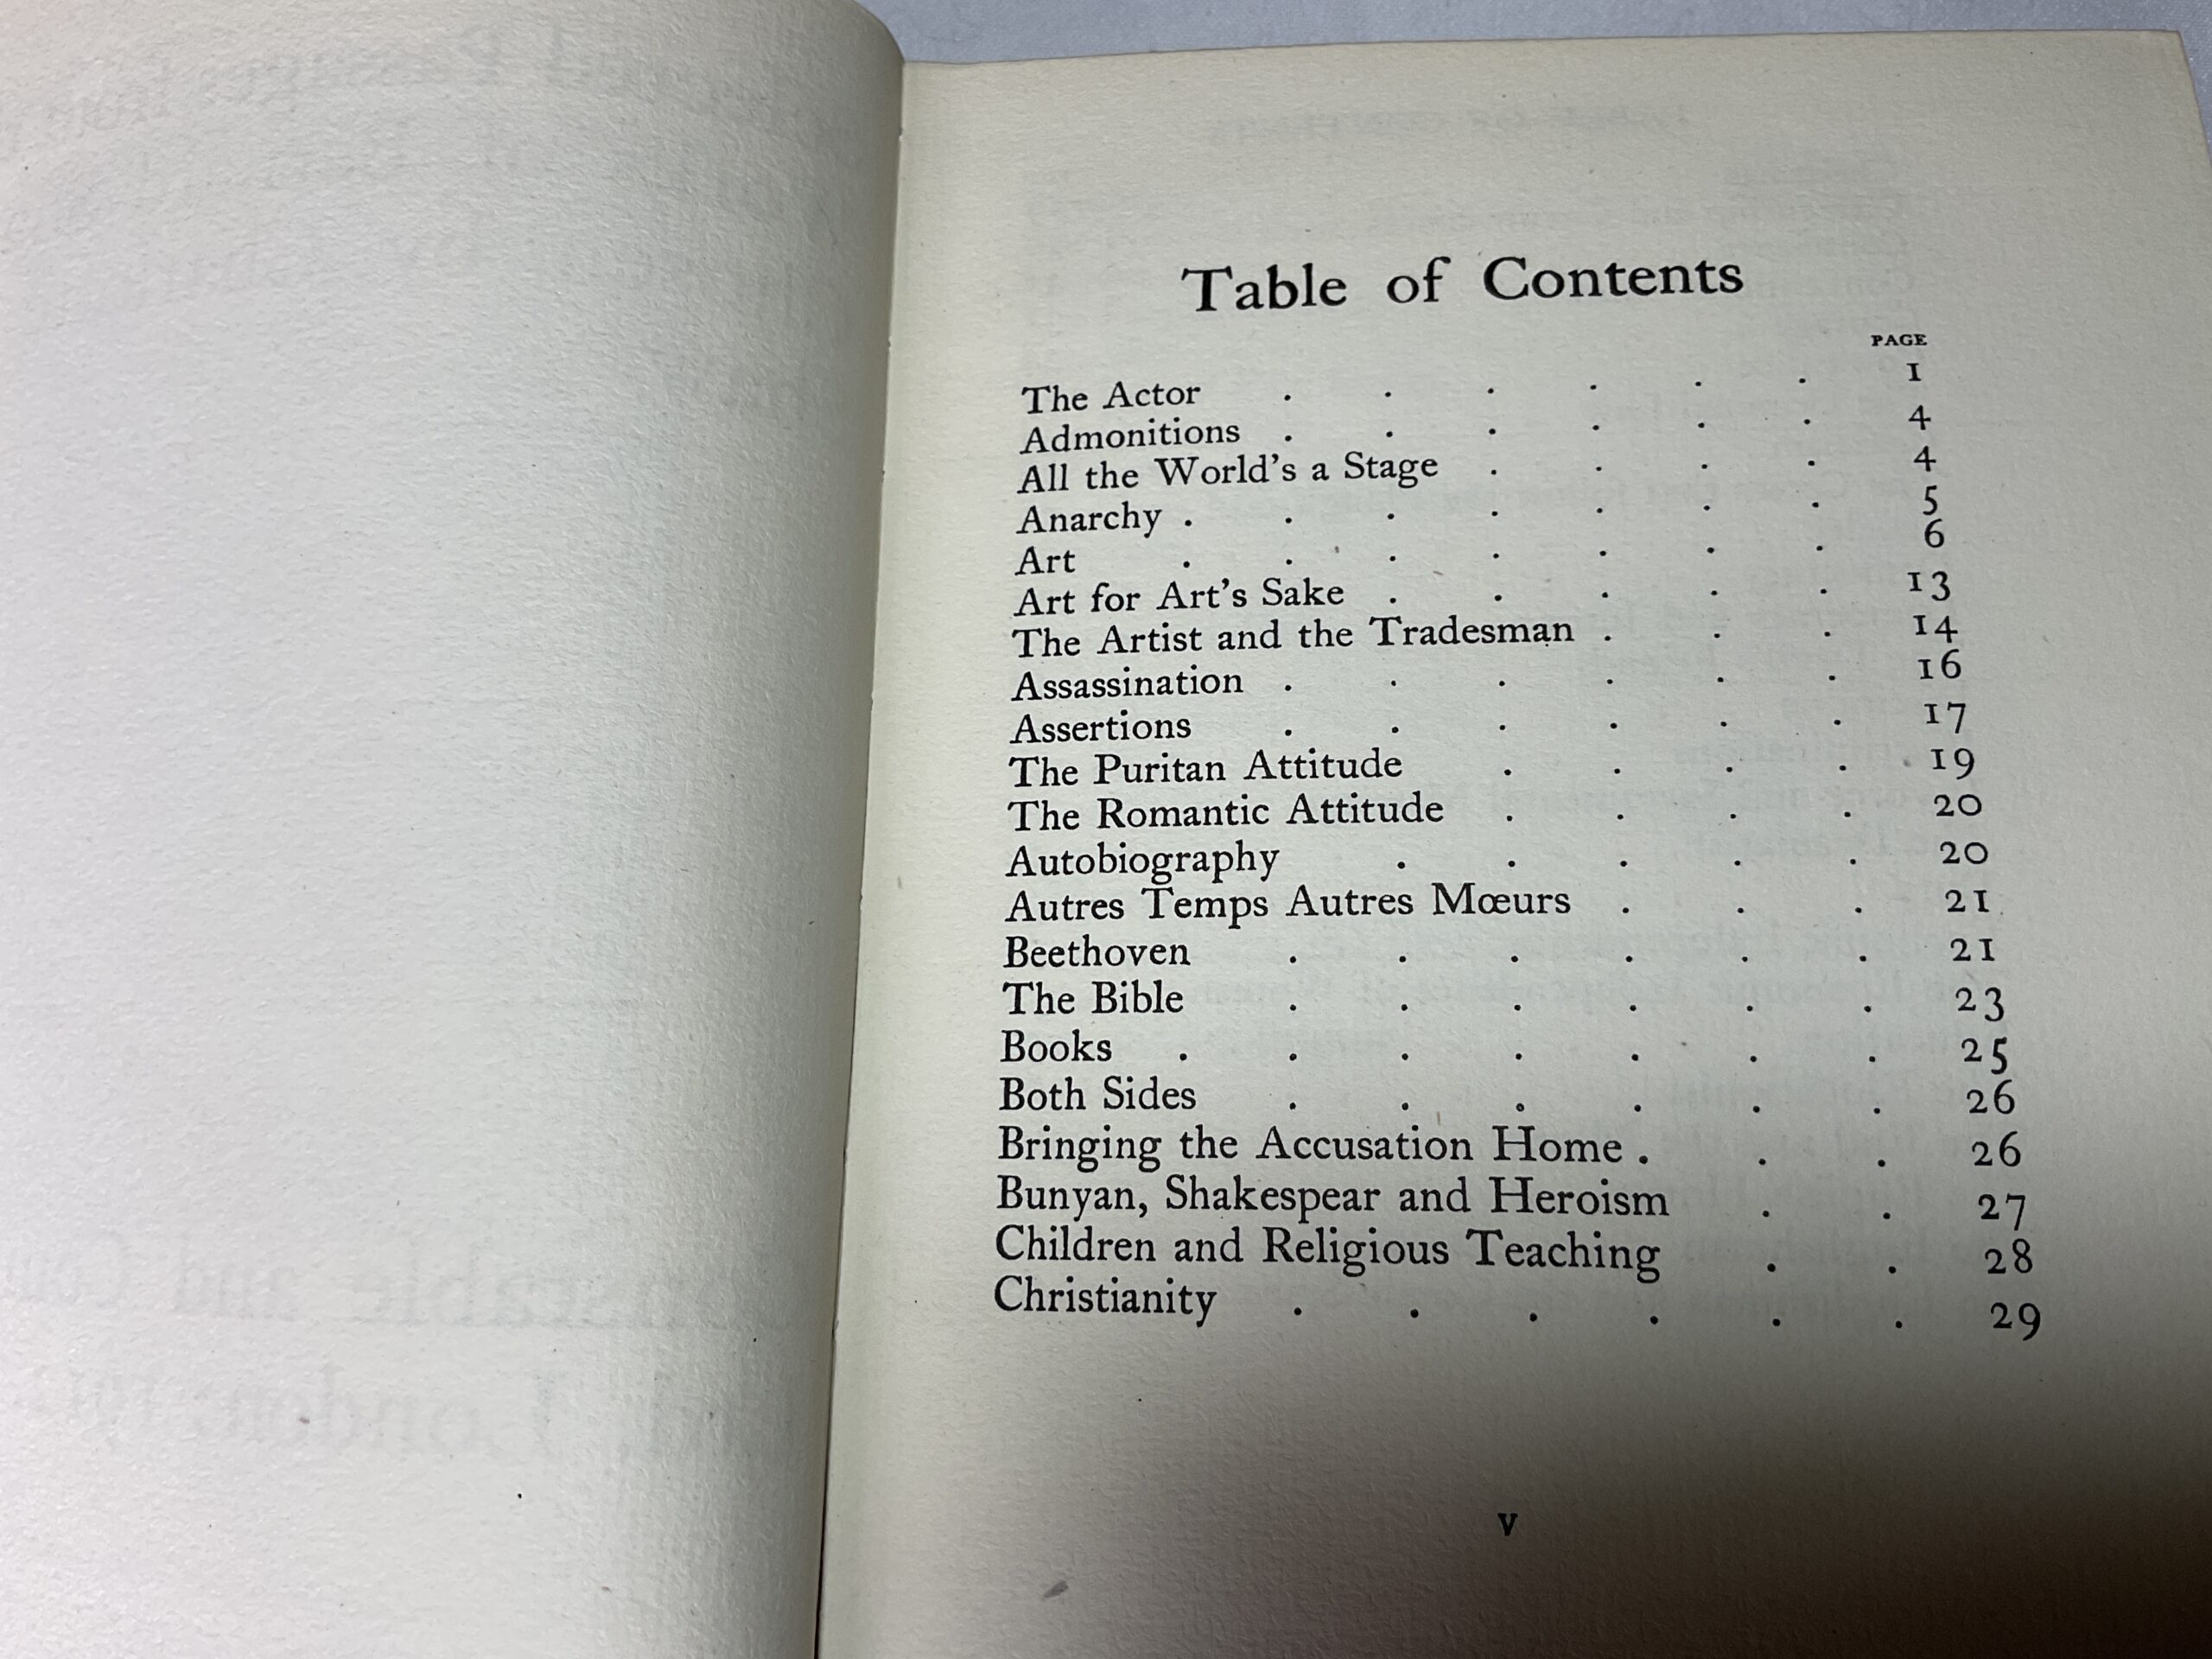 Table of Contents
PAGE
The Actor . . . . . . 1
Admonitions . . . . . . 4
All the World's a Stage . . . . 4
Anarchy . . . . . . . 5
Art . . . . . . . 6
Art for Art's Sake . . . . . 13
The Artist and the Tradesman . . . 14
Assassination . . . . . . 16
Assertions . . . . . . 17
The Puritan Attitude . . . . 19
The Romantic Attitude . . . . 20
Autobiography . . . . . 20
Autres Temps Autres Mœurs . . . 21
Beethoven . . . . . . 21
The Bible . . . . . . 23
Books . . . . . . . 25
Both Sides . . . . . . 26
Bringing the Accusation Home . . . 26
Bunyan, Shakespear and Heroism . . 27
Children and Religious Teaching . . 28
Christianity . . . . . . 29
v